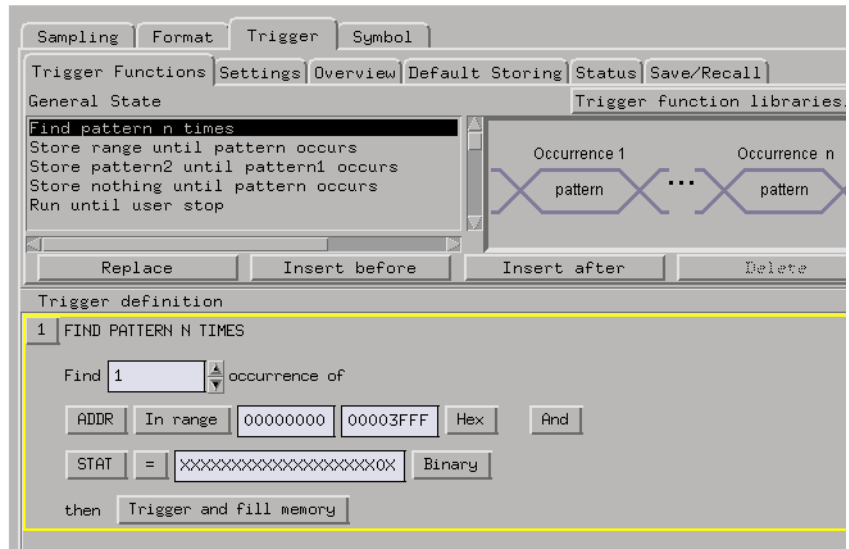 Sampling Format Trigger Symbol
Trigger Functions Settings Overview Default Storing Status Save/Recall
General State Trigger function libraries.
Find pattern n times
Store range until pattern occurs
Store pattern2 until pattern1 occurs
Store nothing until pattern occurs
Run until user stop
Occurrence 1 Occurrence n
pattern ... pattern
Replace Insert before Insert after Delete
Trigger definition
1 FIND PATTERN N TIMES
Find 1 occurrence of
ADDR In range 00000000 00003FFF Hex And
STAT = XXXXXXXXXXXXXXXXXXX0X Binary
then Trigger and fill memory